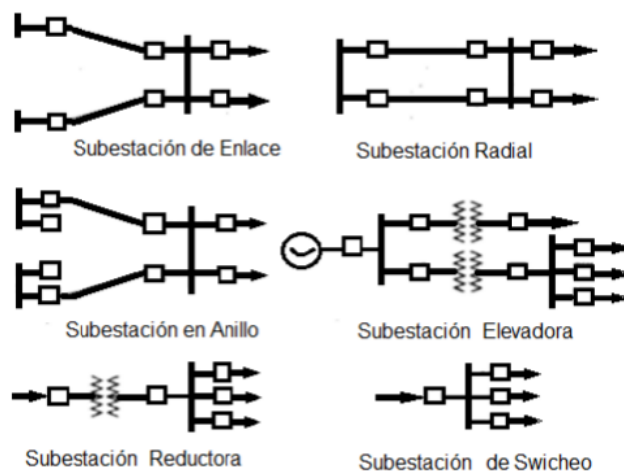 Subestación de Enlace
Subestación Radial
Subestación en Anillo
Subestación Elevadora
Subestación Reductora
Subestación de Swicheo